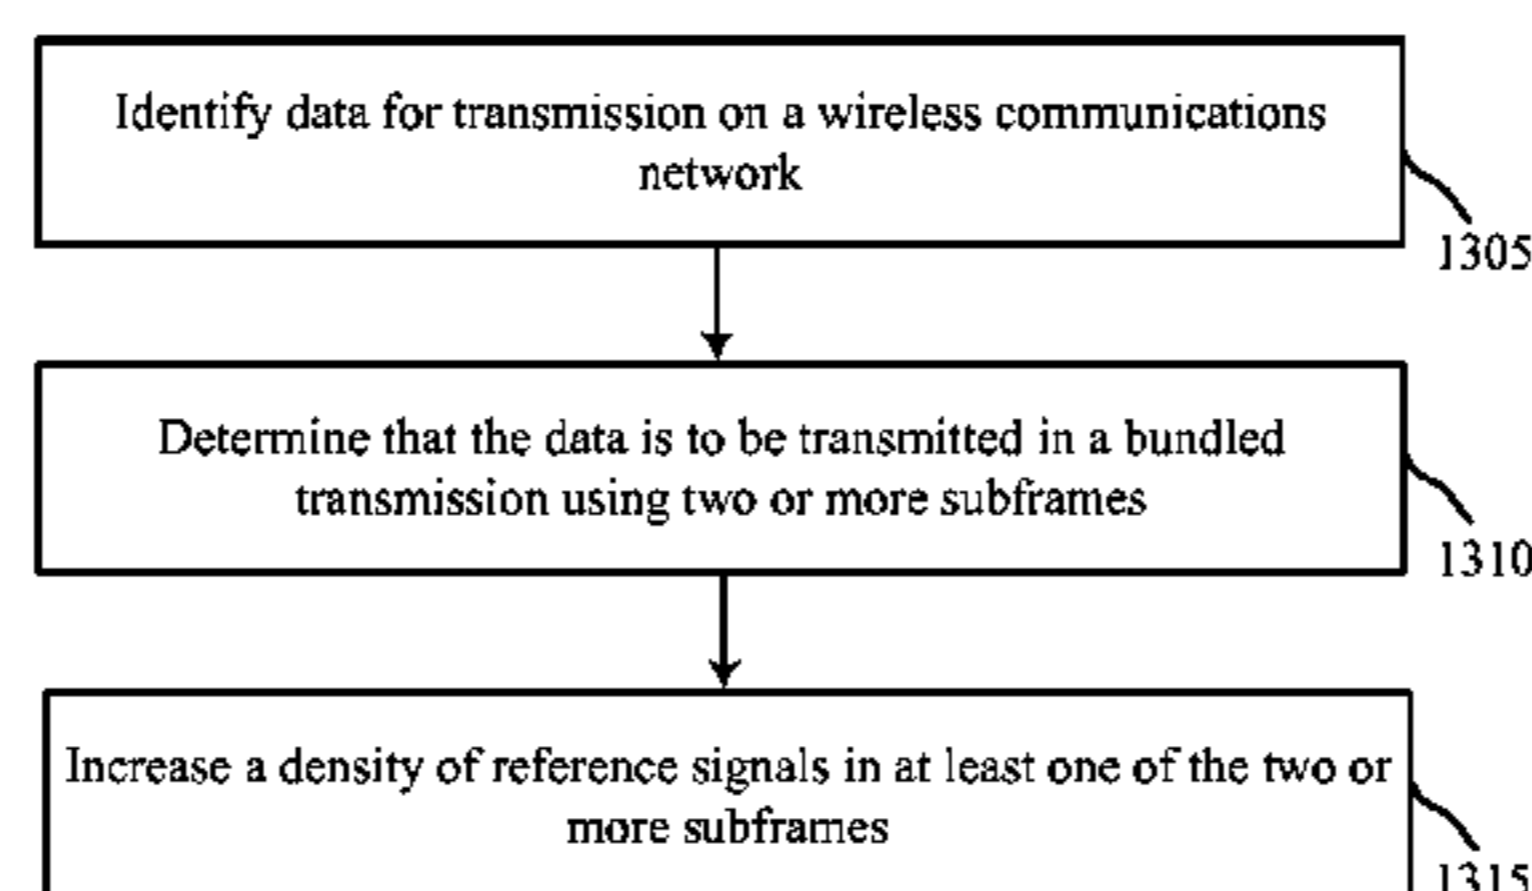 Identify data for transmission on a wireless communications
network
1305
Determine that the data is to be transmitted in a bundled
transmission using two or more subframes
1310
Increase a density of reference signals in at least one of the two or
more subframes
1315